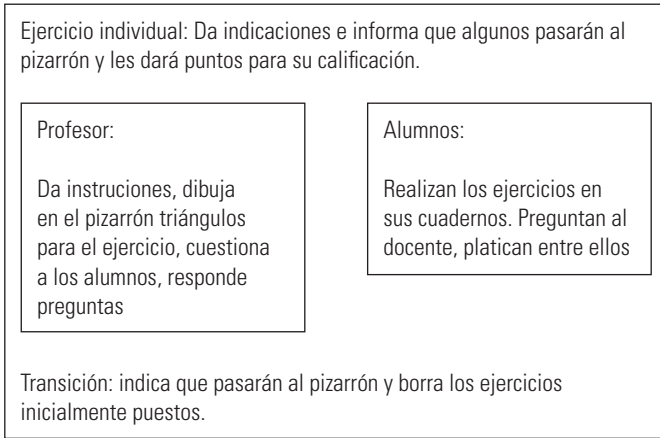 Ejercicio individual: Da indicaciones e informa que algunos pasarán al
pizarrón y les dará puntos para su calificación.
Profesor:
Da instruciones, dibuja
en el pizarrón triángulos
para el ejercicio, cuestiona
a los alumnos, responde
preguntas
Alumnos:
Realizan los ejercicios en
sus cuadernos. Preguntan al
docente, platican entre ellos
Transición: indica que pasarán al pizarrón y borra los ejercicios
inicialmente puestos.